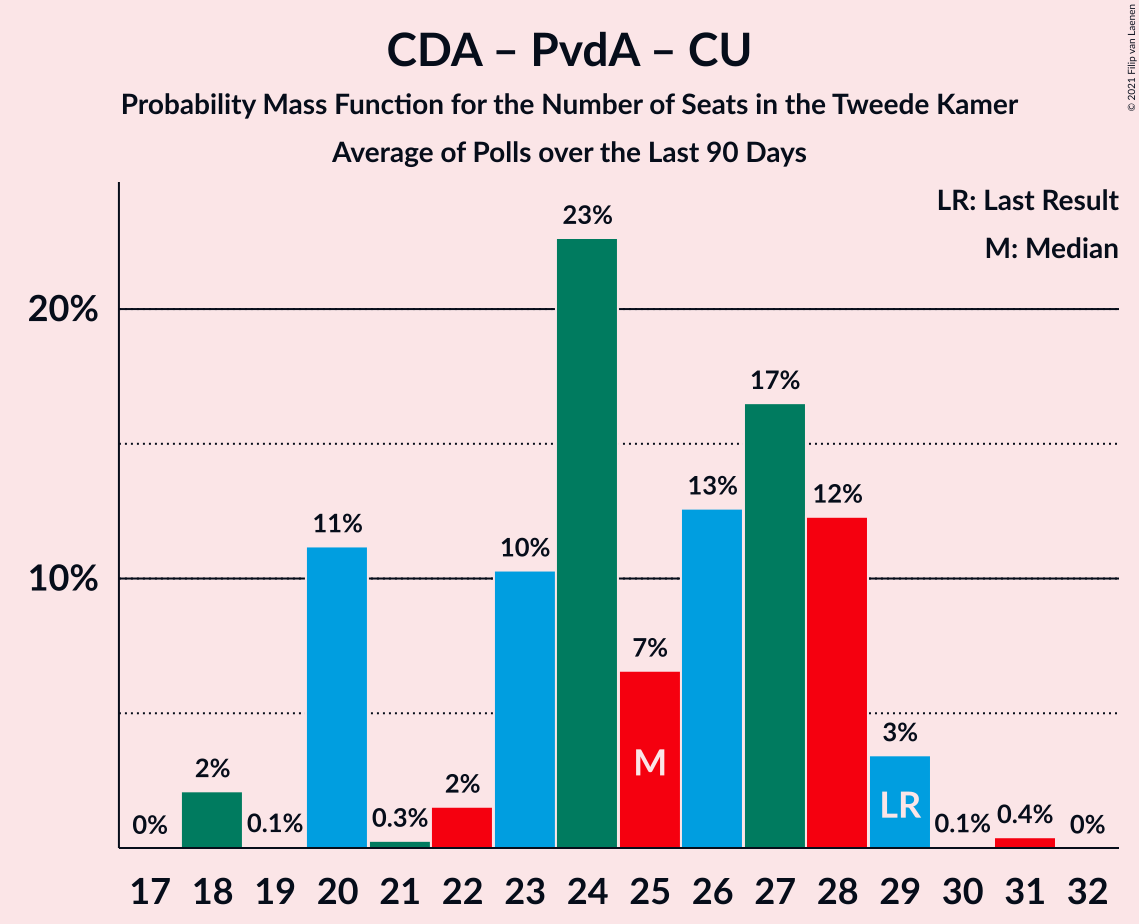 CDA – PvdA – CU
Probability Mass Function for the Number of Seats in the Tweede Kamer
Average of Polls over the Last 90 Days
© 2021 Filip van Laenen
LR: Last Result
M: Median
20%
10%
0%
2%
0.1%
11%
0.3%
2%
10%
23%
7%
13%
17%
12%
3%
0.1%
0.4%
0%
M
LR
17 18 19 20 21 22 23 24 25 26 27 28 29 30 31 32